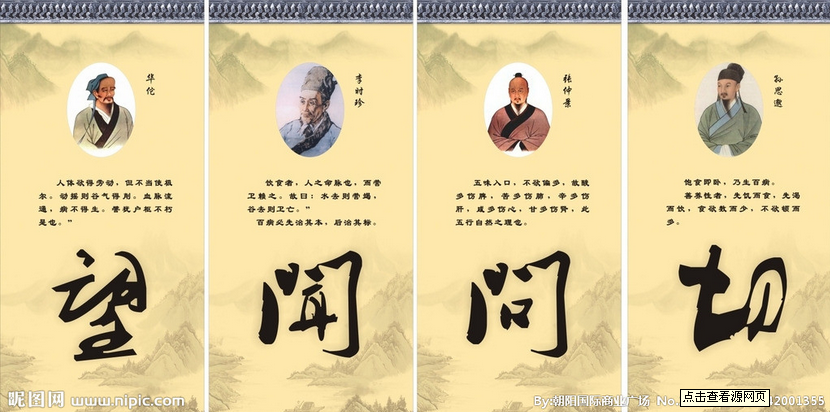 华佗
人体欲得劳动，但不当使极
尔。动摇则谷气得削。血脉流
通，病不得生。譬犹户枢不朽
是也。"
望
李时珍
饮食者，人之命脉也，而营
卫赖之。故曰：水去则营竭，
谷去则卫亡。"
百病必先治其本，后治其标。
聞
张仲景
五味入口，不欲偏多，故酸
多伤脾，苦多伤肺，辛多伤
肝，咸多伤心，甘多伤肾，此
五行自然之理也。
问
孙思邈
饱食即卧，乃生百病。
善养性者，先饥而食，先渴
而饮，食欲数而少，不欲顿而
多。
切
昵图网 www.nipic.com
By:朝阳国际商业广场 No.
点击查看源网页
2001355